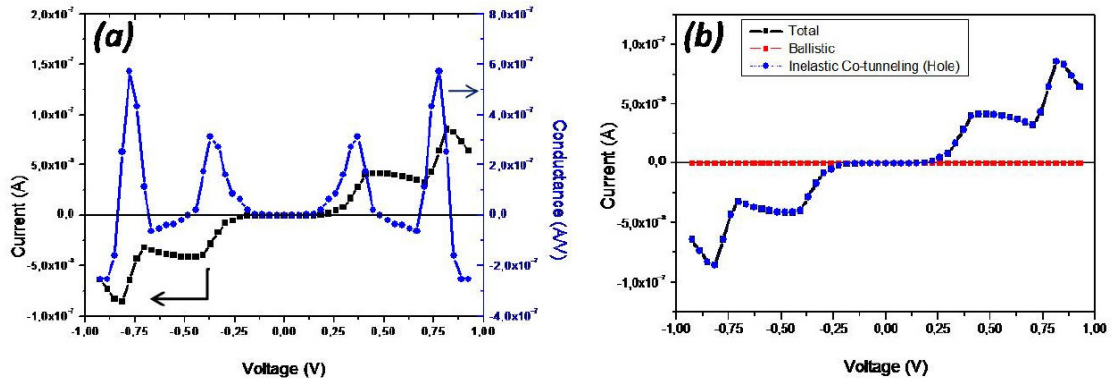 (a)
2,0x10⁻⁷
1,5x10⁻⁷
1,0x10⁻⁷
5,0x10⁻⁸
0,0
-5,0x10⁻⁸
-1,0x10⁻⁷
Current (A)
-1,00 -0,75 -0,50 -0,25 0,00 0,25 0,50 0,75 1,00
Voltage (V)
8,0x10⁻⁷
6,0x10⁻⁷
4,0x10⁻⁷
2,0x10⁻⁷
0,0
-2,0x10⁻⁷
-4,0x10⁻⁷
Conductance (A/V)
(b)
Total
Ballistic
Inelastic Co-tunneling (Hole)
1,0x10⁻⁷
5,0x10⁻⁸
0,0
-5,0x10⁻⁸
-1,0x10⁻⁷
Current (A)
-1,00 -0,75 -0,50 -0,25 0,00 0,25 0,50 0,75 1,00
Voltage (V)